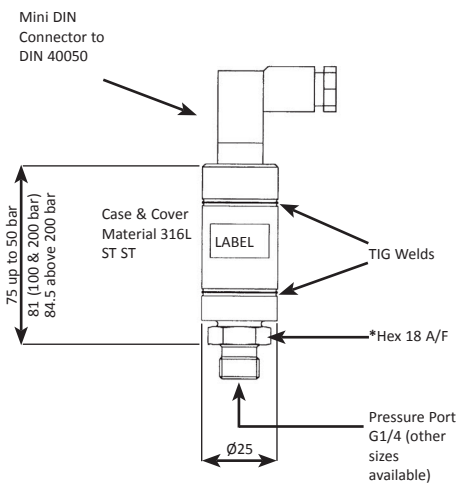 Mini DIN
Connector to
DIN 40050
75 up to 50 bar
81 (100 & 200 bar)
84.5 above 200 bar
Case & Cover
Material 316L
ST ST
LABEL
TIG Welds
*Hex 18 A/F
Pressure Port
G1/4 (other
sizes
available)
Ø25